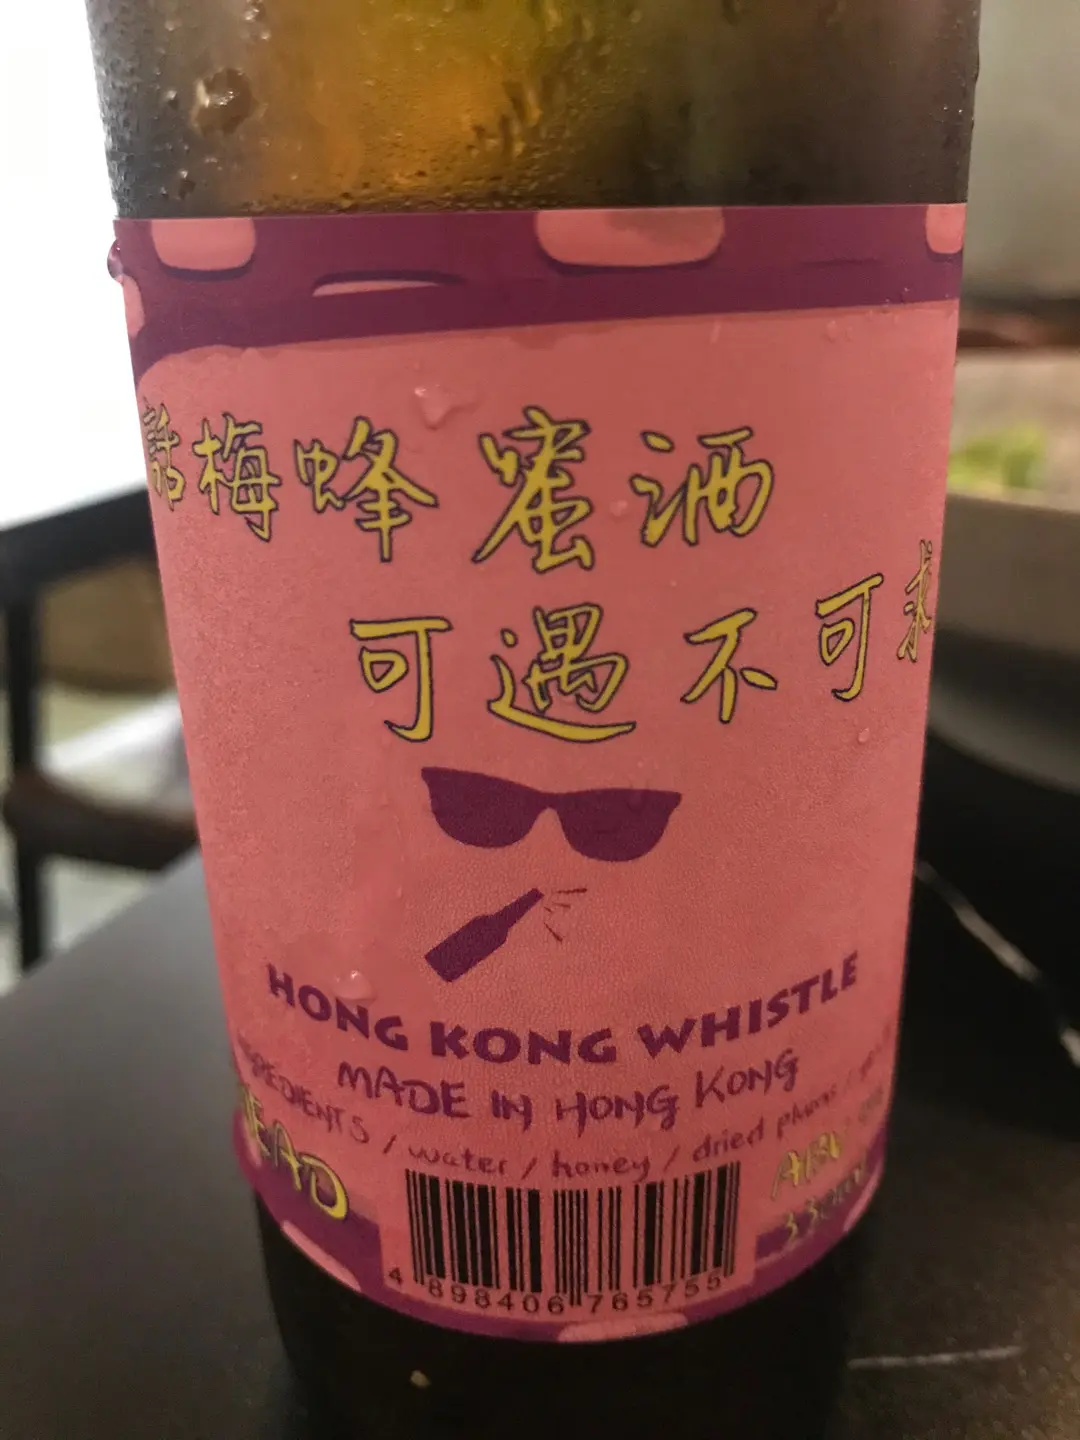 話梅蜂蜜酒
可遇不可求
HONG KONG WHISTLE
MADE IN HONG KONG
INGREDIENTS / water / honey / dried plums /
MEAD
ABV
330ml
4 898406 765755